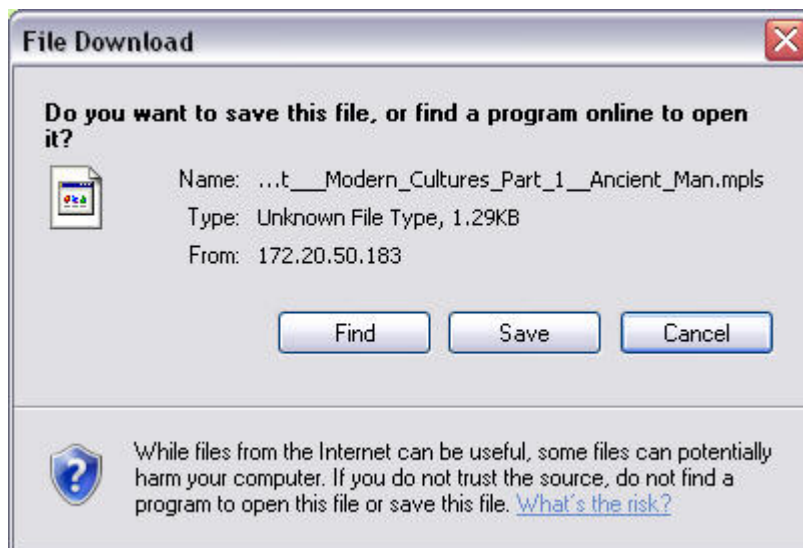 File Download
Do you want to save this file, or find a program online to open
it?
Name: ...t___Modern_Cultures_Part_1__Ancient_Man.mpls
Type: Unknown File Type, 1.29KB
From: 172.20.50.183
Find Save Cancel
While files from the Internet can be useful, some files can potentially
harm your computer. If you do not trust the source, do not find a
program to open this file or save this file. What's the risk?